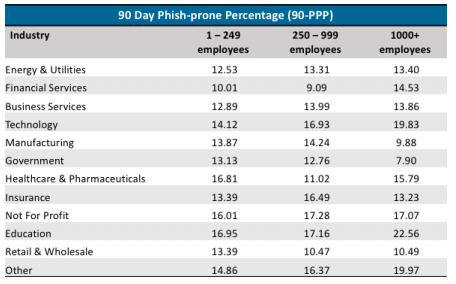 90 Day Phish-prone Percentage (90-PPP)
Industry 1 – 249 250 – 999 1000+
employees employees employees
Energy & Utilities 12.53 13.31 13.40
Financial Services 10.01 9.09 14.53
Business Services 12.89 13.99 13.86
Technology 14.12 16.93 19.83
Manufacturing 13.87 14.24 9.88
Government 13.13 12.76 7.90
Healthcare & Pharmaceuticals 16.81 11.02 15.79
Insurance 13.39 16.49 13.23
Not For Profit 16.01 17.28 17.07
Education 16.95 17.16 22.56
Retail & Wholesale 13.39 10.47 10.49
Other 14.86 16.37 19.97